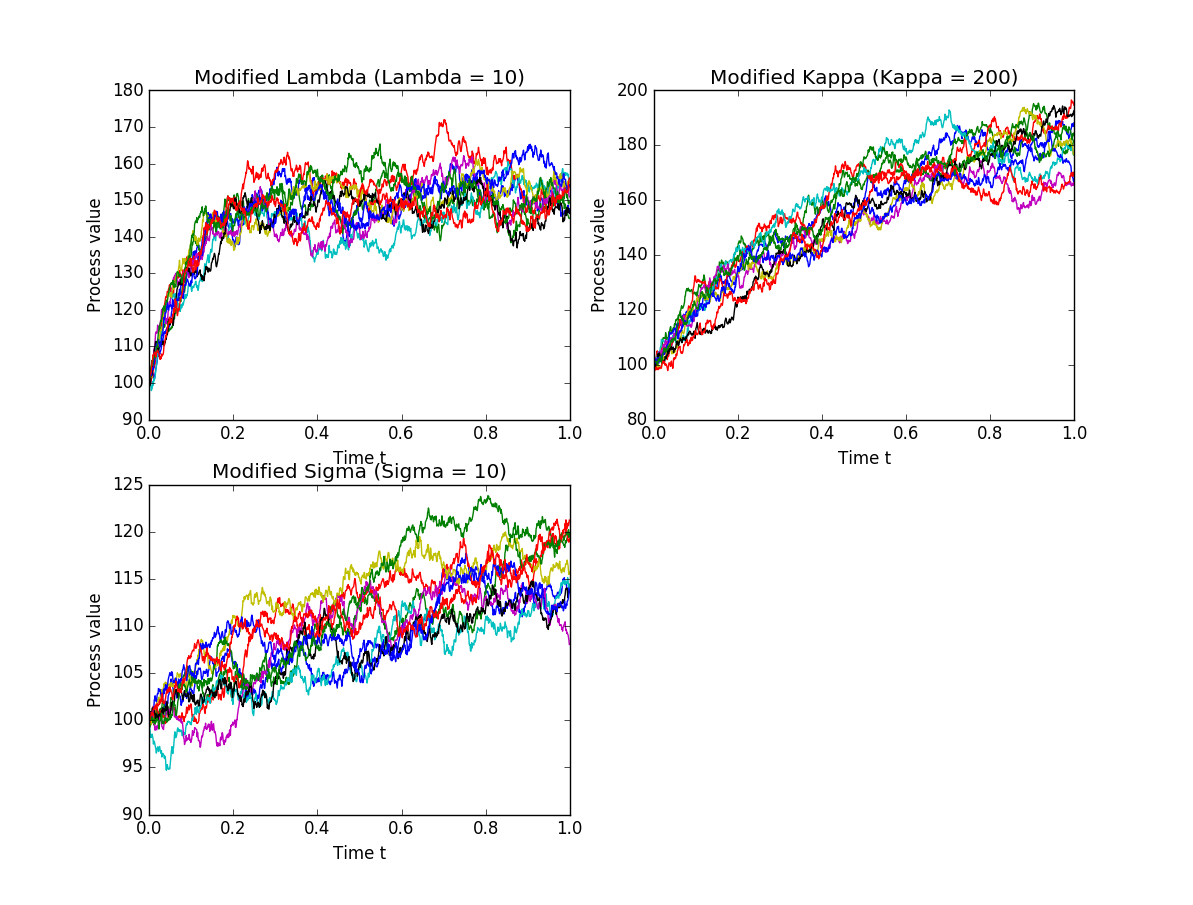 Modified Lambda (Lambda = 10)
180
170
160
150
140
130
120
110
100
90
Process value
0.0 0.2 0.4 0.6 0.8 1.0
Time t
Modified Kappa (Kappa = 200)
200
180
160
140
120
100
80
Process value
0.0 0.2 0.4 0.6 0.8 1.0
Time t
Modified Sigma (Sigma = 10)
125
120
115
110
105
100
95
90
Process value
0.0 0.2 0.4 0.6 0.8 1.0
Time t